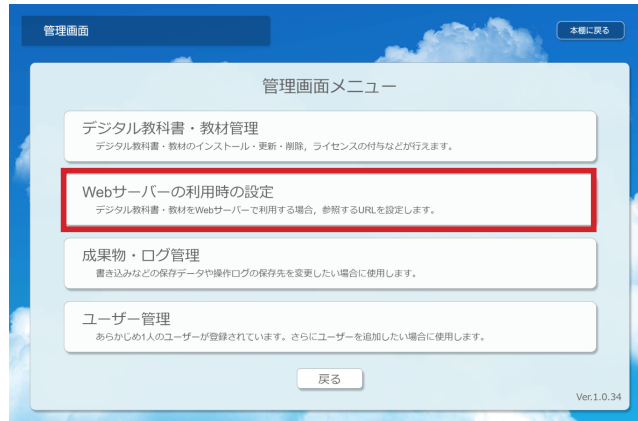 管理画面
本棚に戻る
管理画面メニュー
デジタル教科書・教材管理
デジタル教科書・教材のインストール・更新・削除，ライセンスの付与などが行えます。
Webサーバーの利用時の設定
デジタル教科書・教材をWebサーバーで利用する場合，参照するURLを設定します。
成果物・ログ管理
書き込みなどの保存データや操作ログの保存先を変更したい場合に使用します。
ユーザー管理
あらかじめ1人のユーザーが登録されています。さらにユーザーを追加したい場合に使用します。
戻る
Ver.1.0.34